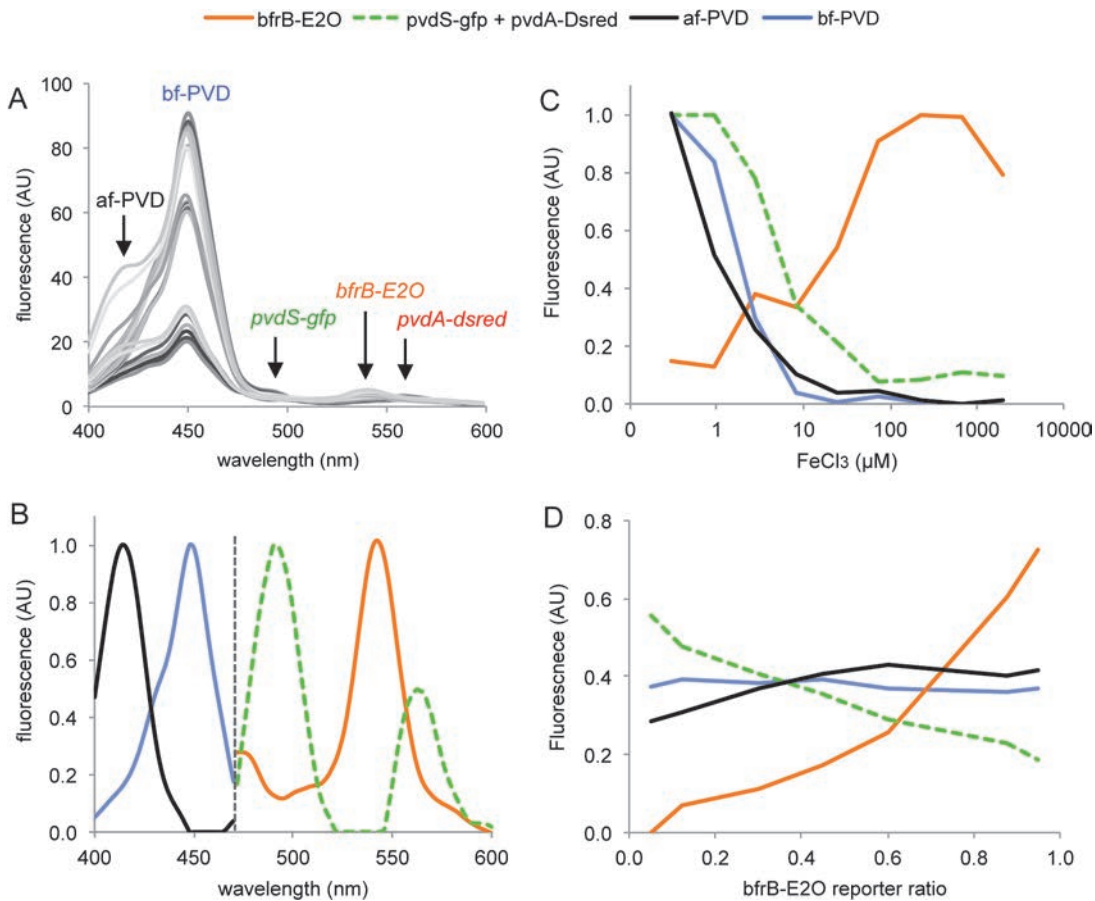 bfrB-E2O pvdS-gfp + pvdA-Dsred af-PVD bf-PVD
A
bf-PVD
af-PVD
bfrB-E2O
pvdS-gfp
pvdA-dsred
fluorescence (AU)
100
80
60
40
20
0
400 450 500 550 600
wavelength (nm)
C
Fluorescence (AU)
1.0
0.8
0.6
0.4
0.2
0.0
0 1 10 100 1000 10000
FeCl3 (µM)
B
fluorescence (AU)
1.0
0.8
0.6
0.4
0.2
0.0
400 450 500 550 600
wavelength (nm)
D
Fluorescnece (AU)
0.8
0.6
0.4
0.2
0.0
0.0 0.2 0.4 0.6 0.8 1.0
bfrB-E2O reporter ratio